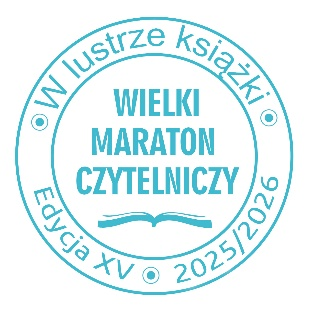 W lustrze książki
WIELKI
MARATON
CZYTELNICZY
Edycja XV
2025/2026